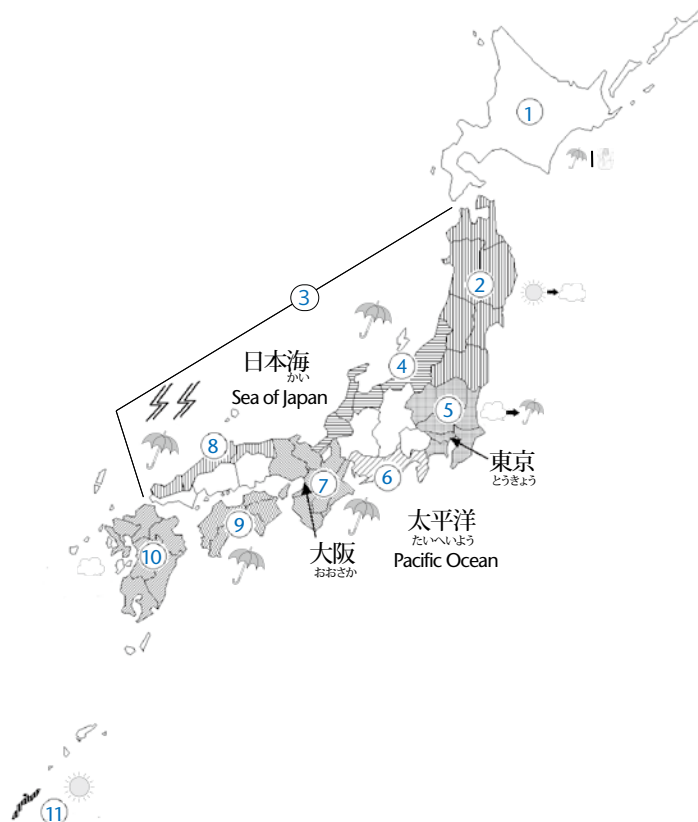 1
2
3
4
日本海
かい
Sea of Japan
5
8
東京
とうきょう
7
6
9
太平洋
たいへいよう
Pacific Ocean
大阪
おおさか
10
11